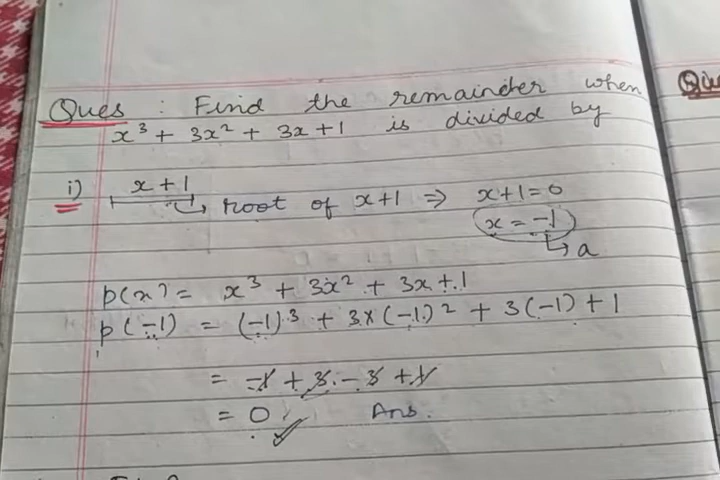 Ques : Find the remainder when
x³ + 3x² + 3x + 1 is divided by
i) x + 1
root of x+1 ⇒ x+1 = 0
x = -1
a
p(x) = x³ + 3x² + 3x + 1
p(-1) = (-1)³ + 3×(-1)² + 3(-1) + 1
= -1 + 3 - 3 + 1
= 0 Ans.